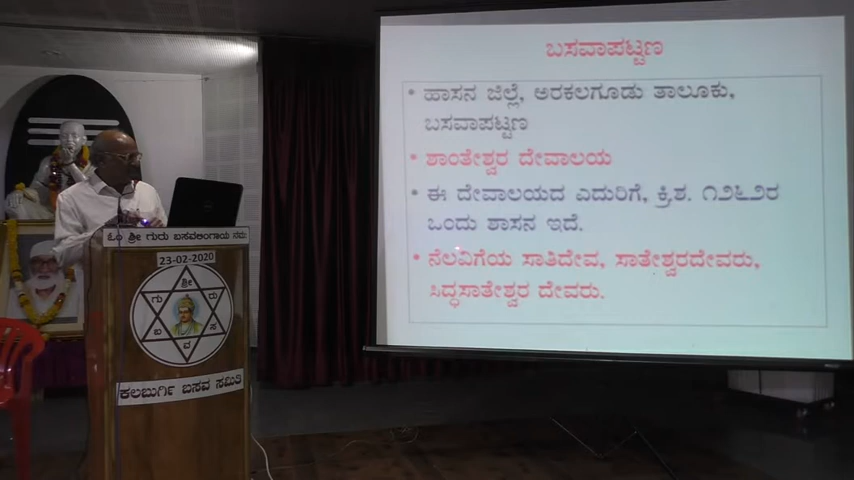 ಬಸವಾಪಟ್ಟಣ
• ಹಾಸನ ಜಿಲ್ಲೆ, ಅರಕಲಗೂಡು ತಾಲೂಕು,
ಬಸವಾಪಟ್ಟಣ
• ಶಾಂತೇಶ್ವರ ದೇವಾಲಯ
• ಈ ದೇವಾಲಯದ ಎದುರಿಗೆ, ಕ್ರಿ.ಶ. ೧೨೬೨ರ
ಒಂದು ಶಾಸನ ಇದೆ.
• ನೆಲವಿಗೆಯ ಸಾತಿದೇವ, ಸಾತೇಶ್ವರದೇವರು,
ಸಿದ್ಧಸಾತೇಶ್ವರ ದೇವರು.
ಓಂ ಶ್ರೀ ಗುರು ಬಸವಲಿಂಗಾಯ ನಮಃ
23-02-2020
ಶ್ರೀ
ಗು
ರು
ಬ
ಸ
ವ
ಕಲಬುರ್ಗಿ ಬಸವ ಸಮಿತಿ